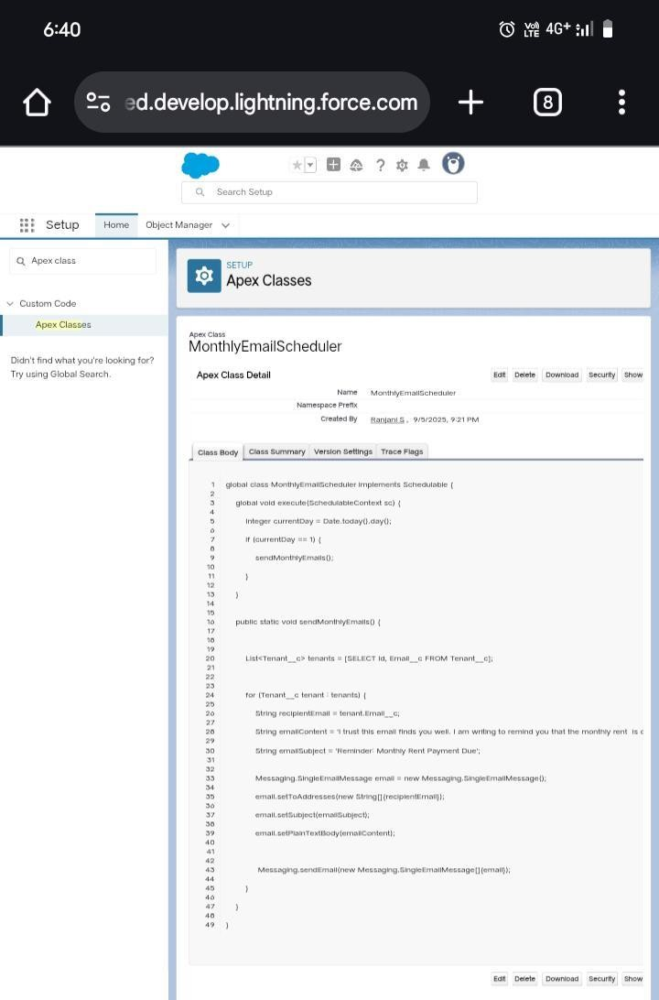 6:40
Vo))
LTE
4G+
ed.develop.lightning.force.com
8
Search Setup
Setup
Home
Object Manager
Apex class
Custom Code
Apex Classes
Didn't find what you're looking for?
Try using Global Search.
SETUP
Apex Classes
Apex Class
MonthlyEmailScheduler
Apex Class Detail
Edit Delete Download Security Show
Name MonthlyEmailScheduler
Namespace Prefix
Created By Ranjani S , 9/5/2025, 9:21 PM
Class Body Class Summary Version Settings Trace Flags
1 global class MonthlyEmailScheduler implements Schedulable {
2
3 global void execute(SchedulableContext sc) {
4
5 Integer currentDay = Date.today().day();
6
7 if (currentDay == 1) {
8
9 sendMonthlyEmails();
10
11 }
12
13 }
14
15
16 public static void sendMonthlyEmails() {
17
18
19
20 List<Tenant__c> tenants = [SELECT Id, Email__c FROM Tenant__c];
21
22
23
24 for (Tenant__c tenant : tenants) {
25
26 String recipientEmail = tenant.Email__c;
27
28 String emailContent = 'I trust this email finds you well. I am writing to remind you that the monthly rent is
29
30 String emailSubject = 'Reminder: Monthly Rent Payment Due';
31
32
33 Messaging.SingleEmailMessage email = new Messaging.SingleEmailMessage();
34
35 email.setToAddresses(new String[]{recipientEmail});
36
37 email.setSubject(emailSubject);
38
39 email.setPlainTextBody(emailContent);
40
41
42
43 Messaging.sendEmail(new Messaging.SingleEmailMessage[]{email});
44
45 }
46
47 }
48
49 }
Edit Delete Download Security Show